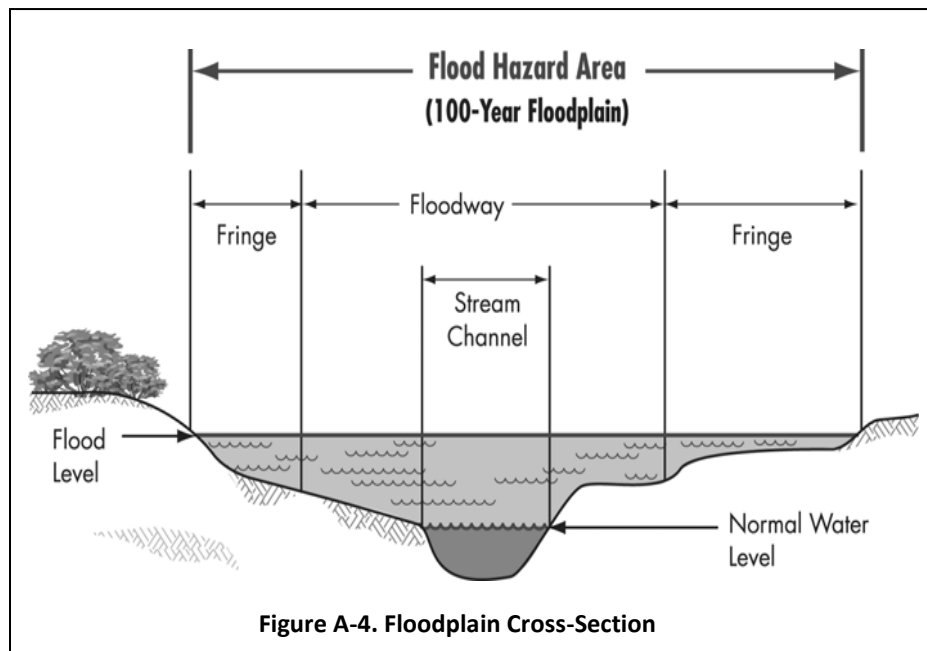 Flood Hazard Area
(100-Year Floodplain)
Floodway
Fringe
Fringe
Stream
Channel
Flood
Level
Normal Water
Level
Figure A-4. Floodplain Cross-Section